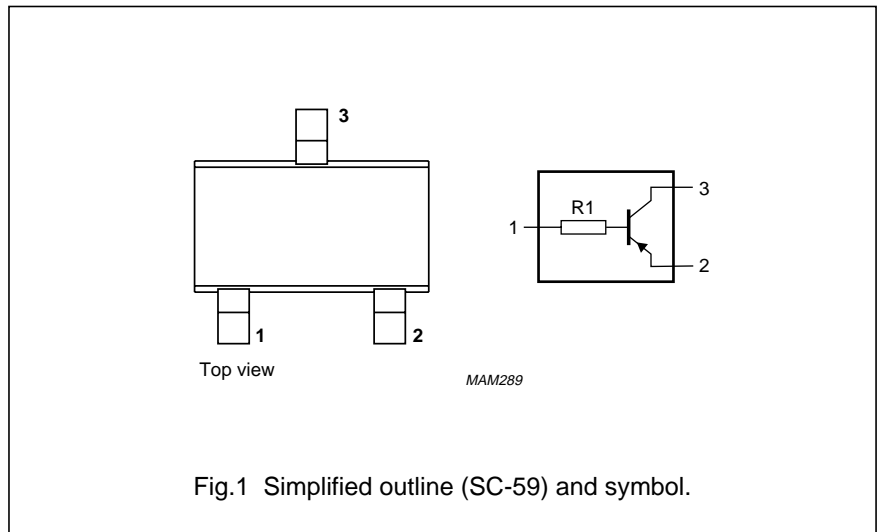 3
R1
3
1
2
1
2
Top view
MAM289
Fig.1 Simplified outline (SC-59) and symbol.